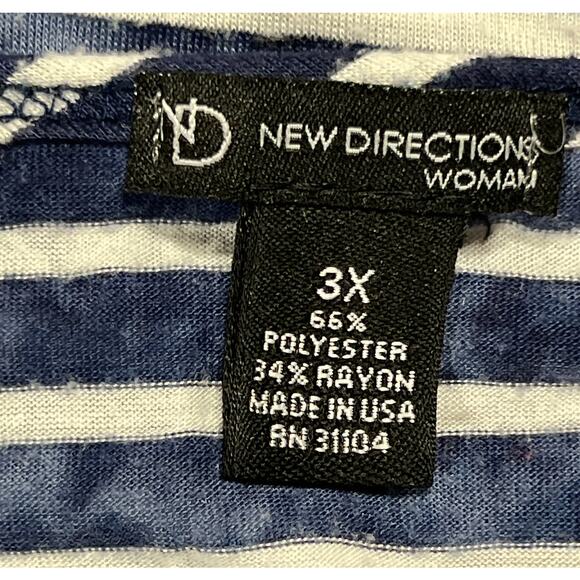 ND NEW DIRECTIONS
WOMAN
3X
66%
POLYESTER
34% RAYON
MADE IN USA
RN 31104